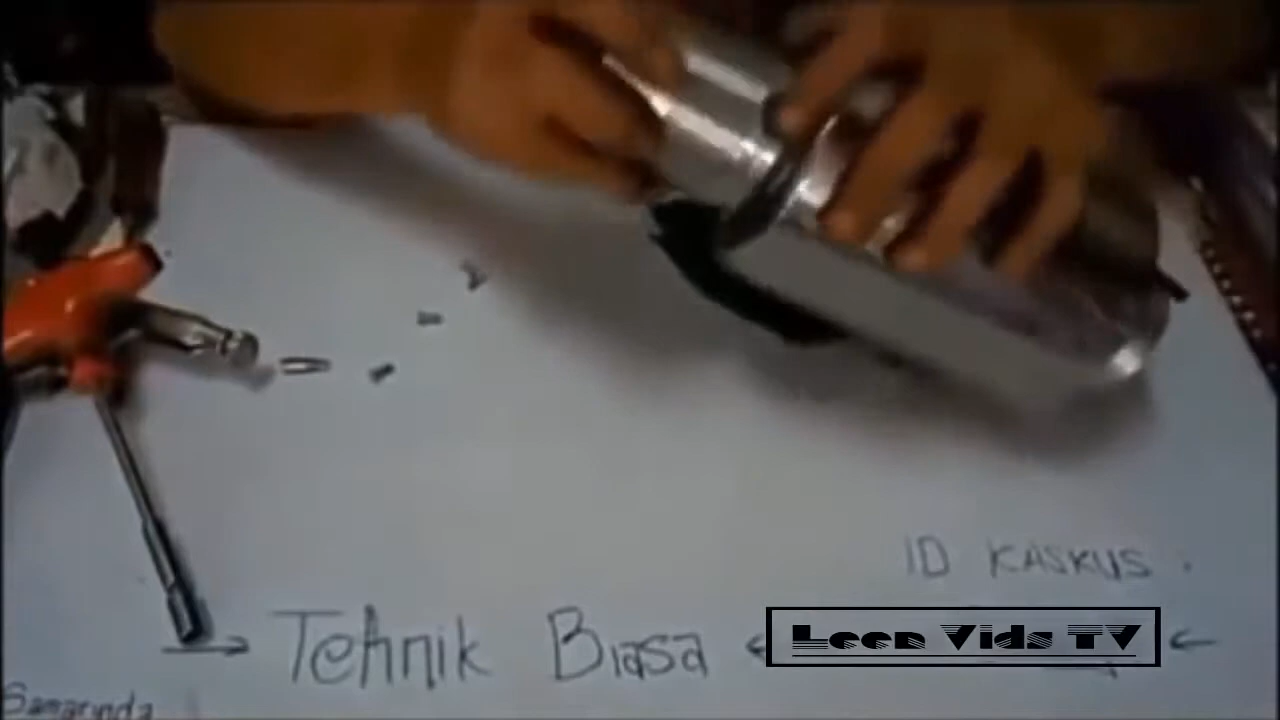 ID KASKUS .
→ Tehnik Biasa ←
Leen Vids TV ←
Samarinda